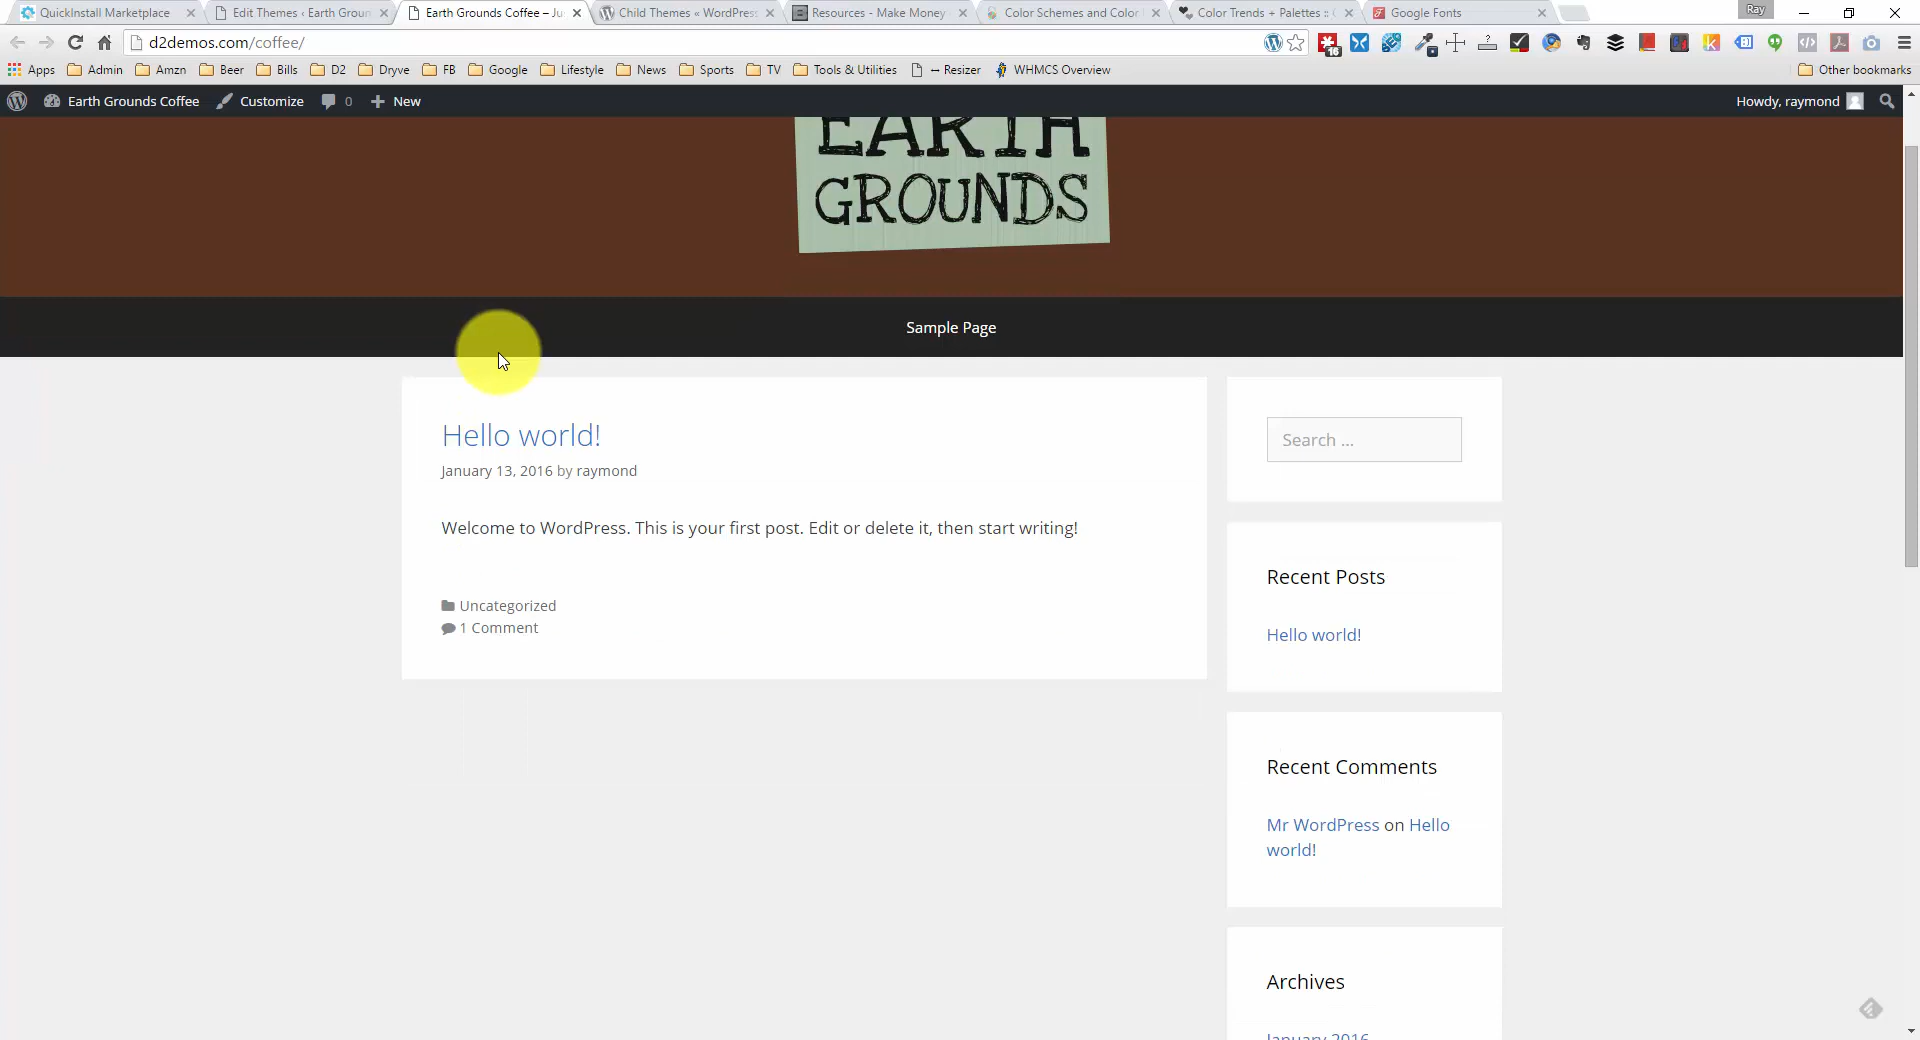 QuickInstall Marketplace
Edit Themes ‹ Earth Groun
Earth Grounds Coffee – Ju
Child Themes « WordPress
Resources - Make Money
Color Schemes and Color
Color Trends + Palettes ::
Google Fonts
Ray
d2demos.com/coffee/
16
Apps Admin Amzn Beer Bills D2 Dryve FB Google Lifestyle News Sports TV Tools & Utilities ↔ Resizer WHMCS Overview Other bookmarks
Earth Grounds Coffee Customize 0 New Howdy, raymond
EARTH
GROUNDS
Sample Page
Hello world!
January 13, 2016 by raymond
Welcome to WordPress. This is your first post. Edit or delete it, then start writing!
Uncategorized
1 Comment
Search ...
Recent Posts
Hello world!
Recent Comments
Mr WordPress on Hello
world!
Archives
January 2016